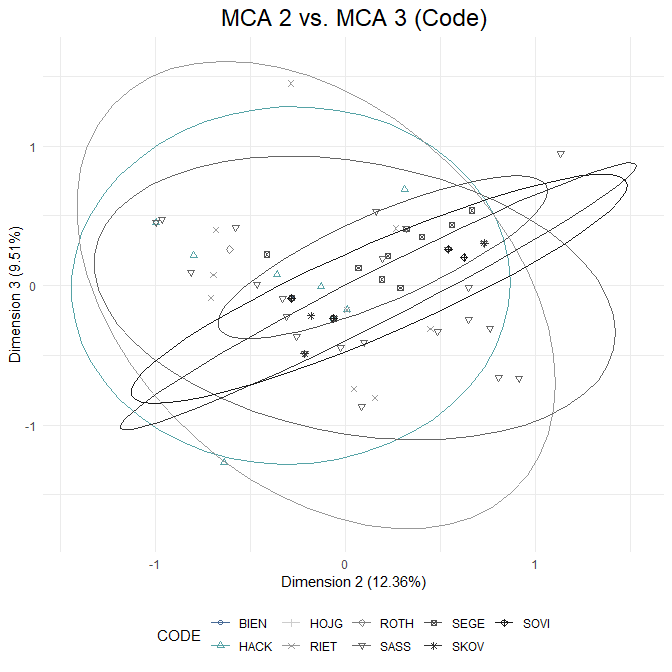 MCA 2 vs. MCA 3 (Code)
Dimension 3 (9.51%)
1
0
-1
-1
0
1
Dimension 2 (12.36%)
CODE
BIEN
HOJG
ROTH
SEGE
SOVI
HACK
RIET
SASS
SKOV